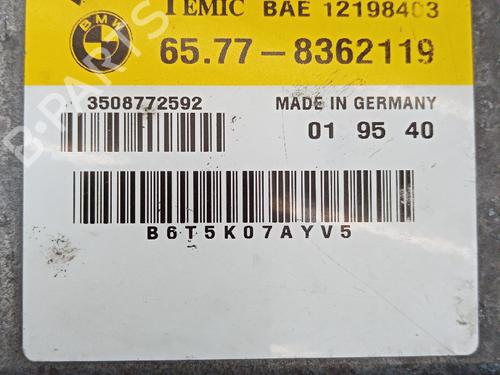 TEMIC BAE 12198403
BMW
65.77-8362119
3508772592
MADE IN GERMANY
01 95 40
B6T5K07AYV5
B-PARTS